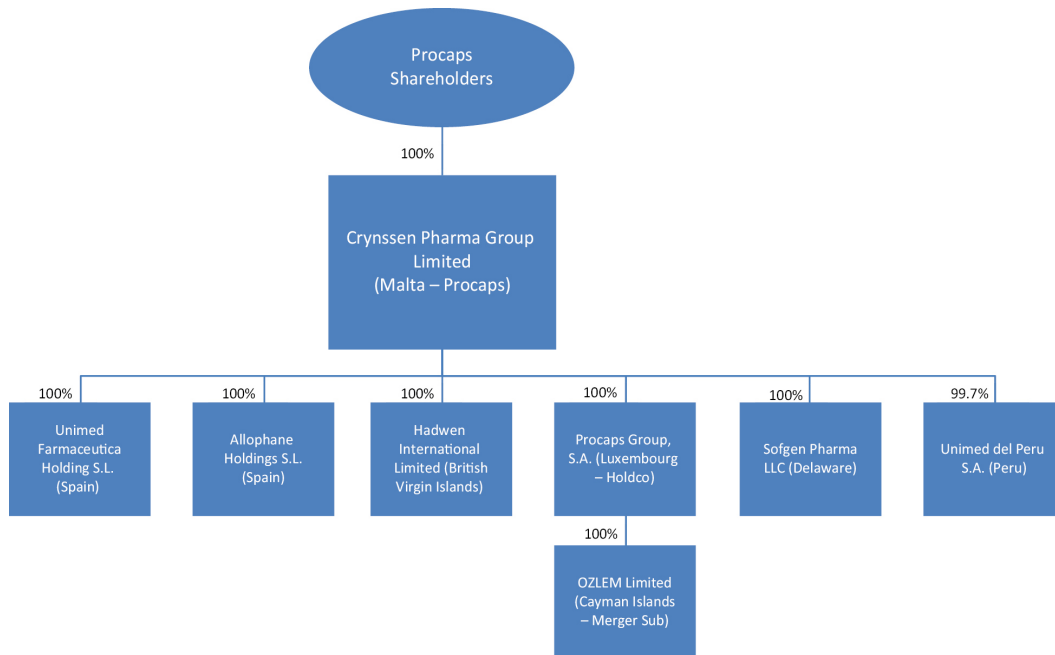 Procaps
Shareholders
100%
Crynssen Pharma Group
Limited
(Malta – Procaps)
100%
100%
100%
100%
100%
99.7%
Unimed
Farmaceutica
Holding S.L.
(Spain)
Allophane
Holdings S.L.
(Spain)
Hadwen
International
Limited (British
Virgin Islands)
Procaps Group,
S.A. (Luxembourg
– Holdco)
Sofgen Pharma
LLC (Delaware)
Unimed del Peru
S.A. (Peru)
100%
OZLEM Limited
(Cayman Islands
– Merger Sub)